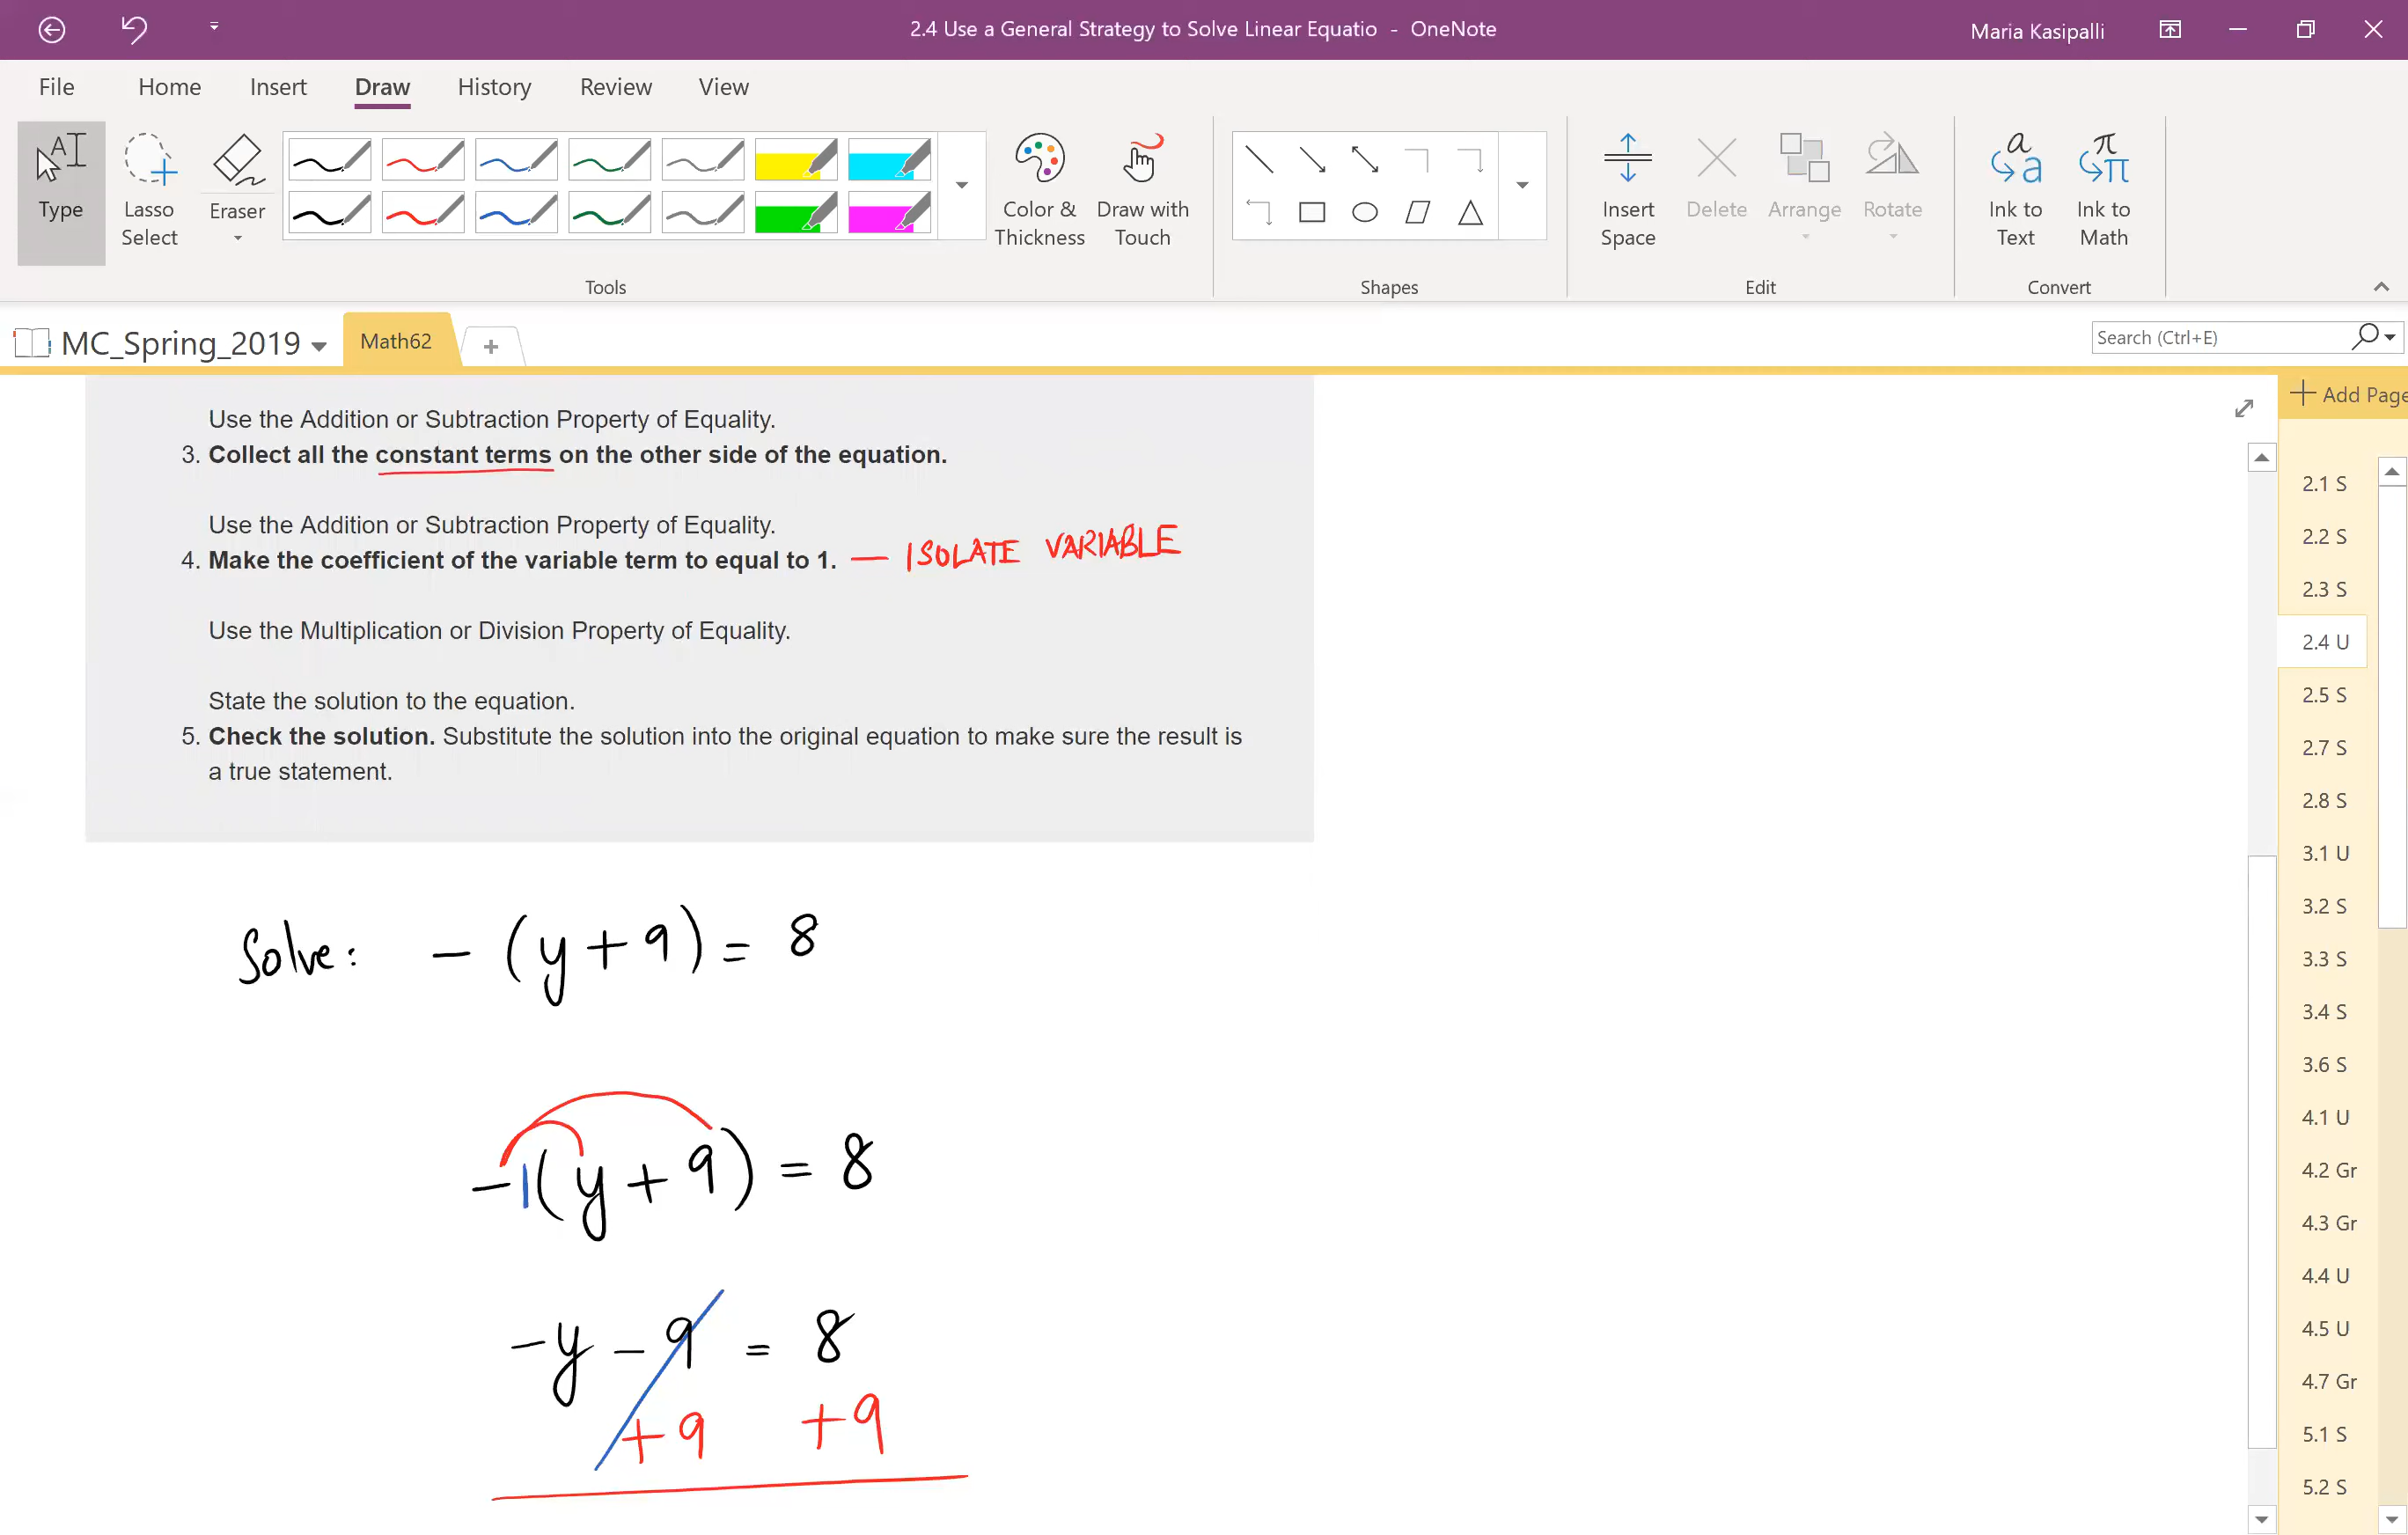 2.4 Use a General Strategy to Solve Linear Equatio - OneNote
Maria Kasipalli
File Home Insert Draw History Review View
Type
Lasso Select
Eraser
Color & Thickness
Draw with Touch
Insert Space
Delete
Arrange
Rotate
a a
Ink to Text
π π
Ink to Math
Tools Shapes Edit Convert
MC_Spring_2019 Math62
Search (Ctrl+E)
Add Page
Use the Addition or Subtraction Property of Equality.
3. Collect all the constant terms on the other side of the equation.
Use the Addition or Subtraction Property of Equality.
4. Make the coefficient of the variable term to equal to 1. — ISOLATE VARIABLE
Use the Multiplication or Division Property of Equality.
State the solution to the equation.
5. Check the solution. Substitute the solution into the original equation to make sure the result is
a true statement.
Solve: - (y + 9) = 8
-1(y + 9) = 8
-y - 9 = 8
+9 +9
2.1 S
2.2 S
2.3 S
2.4 U
2.5 S
2.7 S
2.8 S
3.1 U
3.2 S
3.3 S
3.4 S
3.6 S
4.1 U
4.2 Gr
4.3 Gr
4.4 U
4.5 U
4.7 Gr
5.1 S
5.2 S